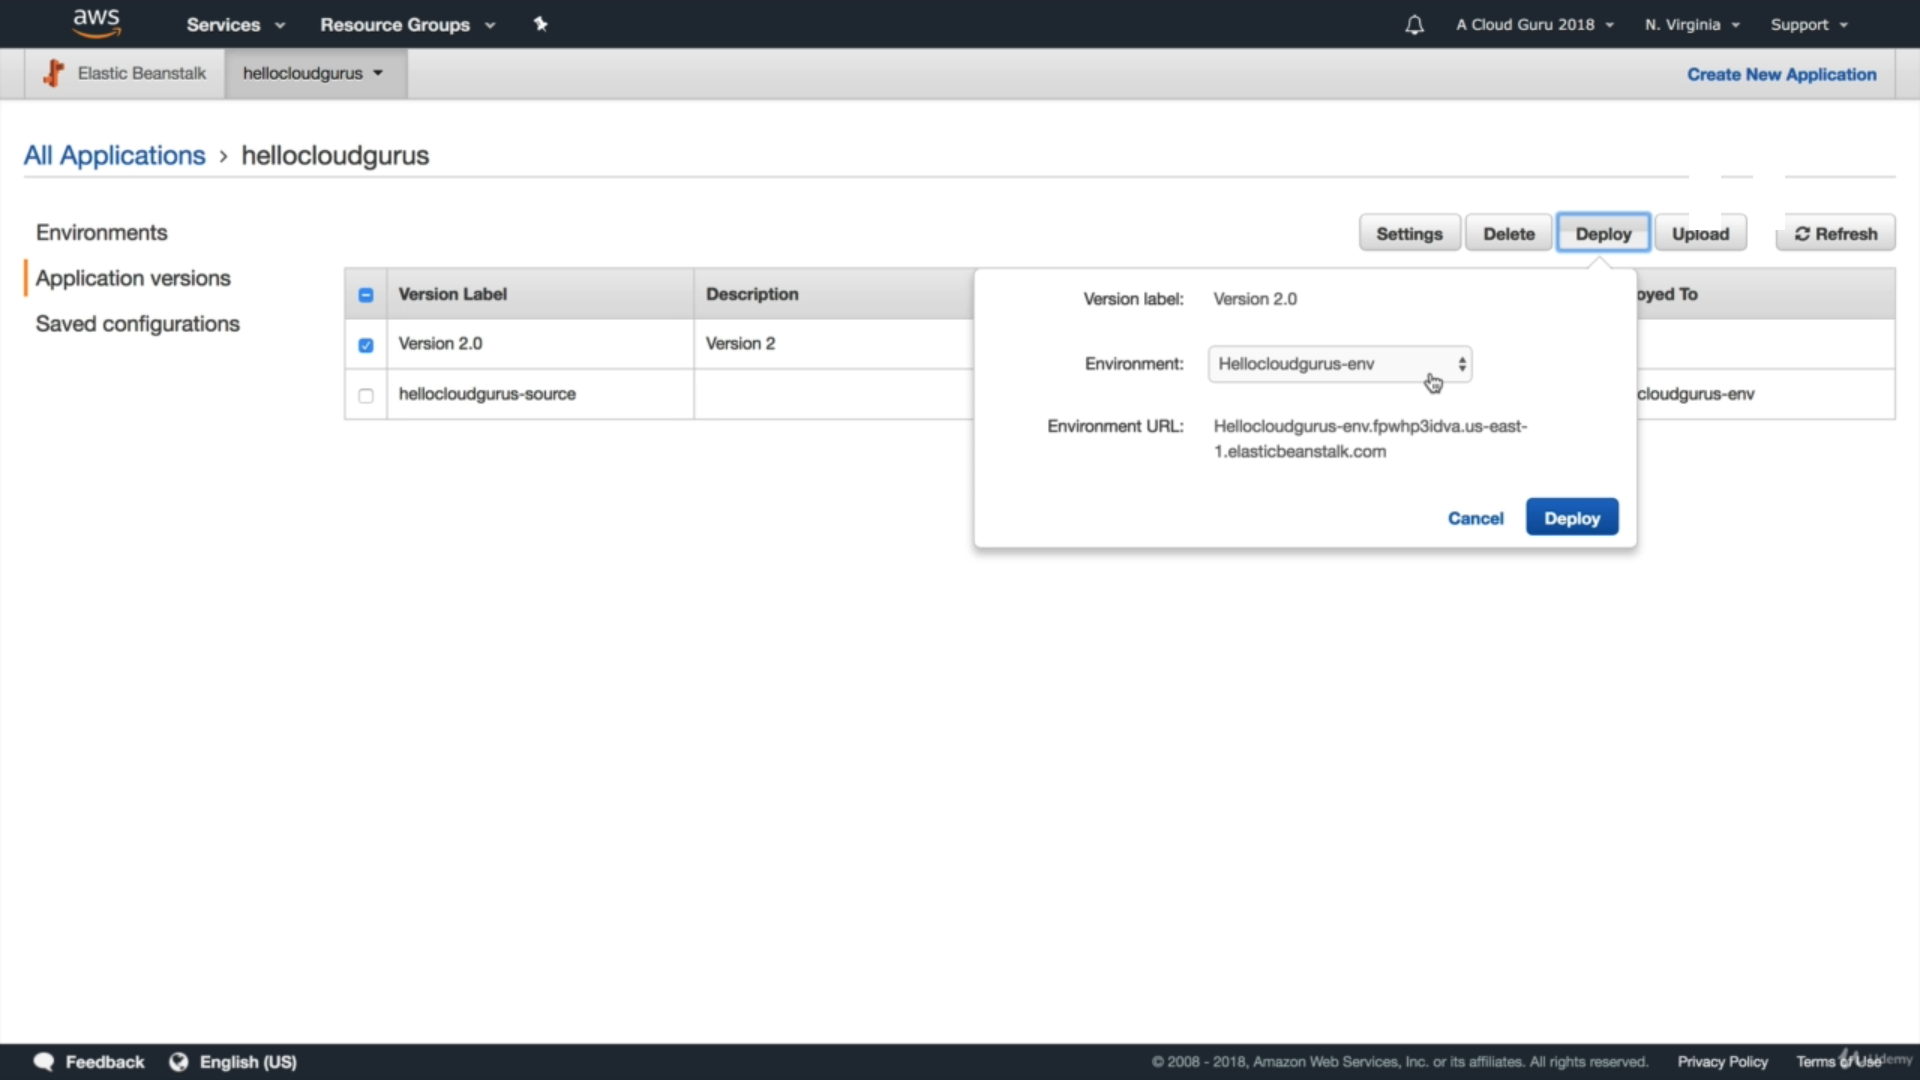 aws Services Resource Groups A Cloud Guru 2018 N. Virginia Support
Elastic Beanstalk hellocloudgurus Create New Application
All Applications › hellocloudgurus
Environments
Application versions
Saved configurations
Settings Delete Deploy Upload Refresh
Version Label Description oyed To
Version 2.0 Version 2
hellocloudgurus-source cloudgurus-env
Version label: Version 2.0
Environment: Hellocloudgurus-env
Environment URL: Hellocloudgurus-env.fpwhp3idva.us-east-
1.elasticbeanstalk.com
Cancel Deploy
Feedback English (US) © 2008 - 2018, Amazon Web Services, Inc. or its affiliates. All rights reserved. Privacy Policy Terms of Use